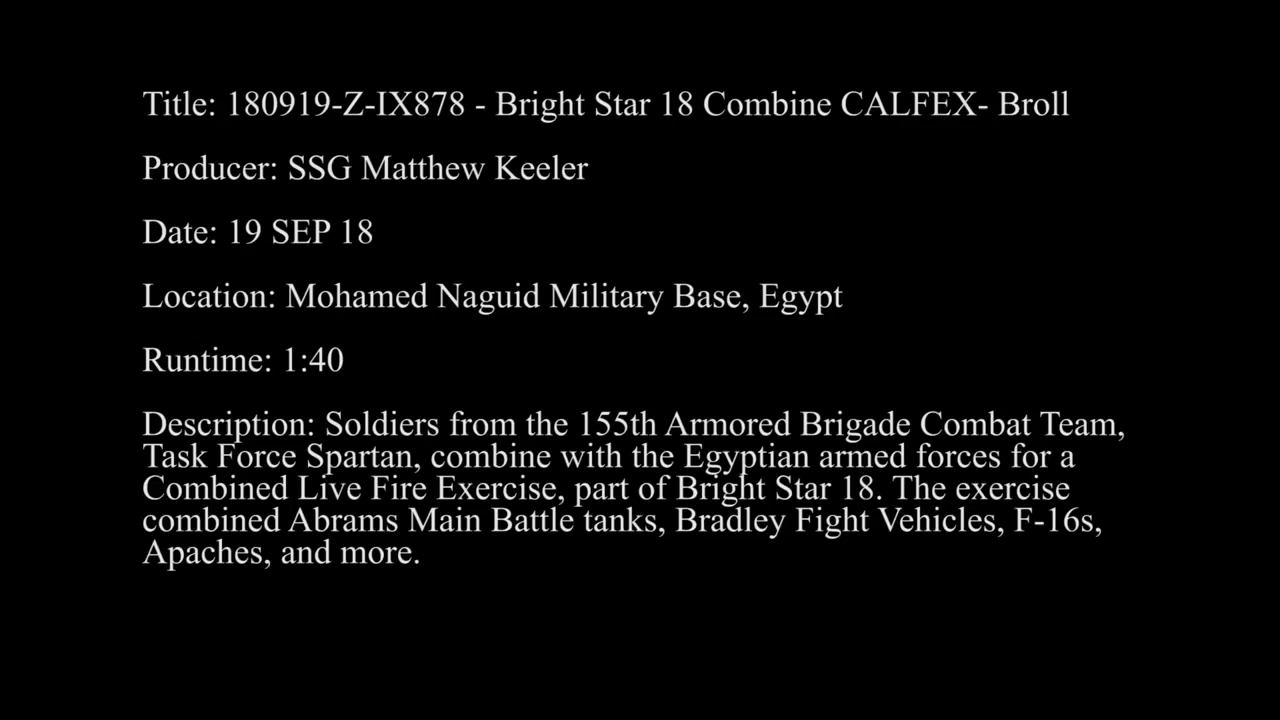 Title: 180919-Z-IX878 - Bright Star 18 Combine CALFEX- Broll
Producer: SSG Matthew Keeler
Date: 19 SEP 18
Location: Mohamed Naguid Military Base, Egypt
Runtime: 1:40
Description: Soldiers from the 155th Armored Brigade Combat Team,
Task Force Spartan, combine with the Egyptian armed forces for a
Combined Live Fire Exercise, part of Bright Star 18. The exercise
combined Abrams Main Battle tanks, Bradley Fight Vehicles, F-16s,
Apaches, and more.